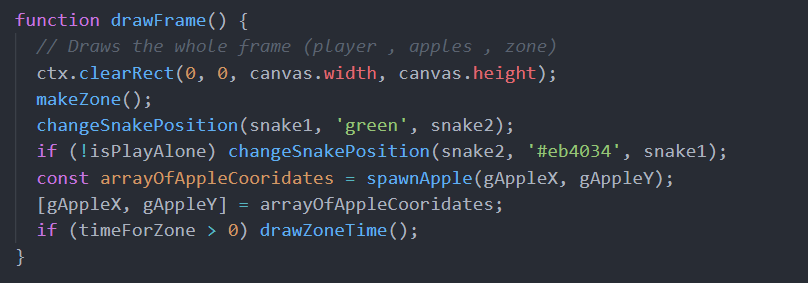 function drawFrame() {
  // Draws the whole frame (player , apples , zone)
  ctx.clearRect(0, 0, canvas.width, canvas.height);
  makeZone();
  changeSnakePosition(snake1, 'green', snake2);
  if (!isPlayAlone) changeSnakePosition(snake2, '#eb4034', snake1);
  const arrayOfAppleCooridates = spawnApple(gAppleX, gAppleY);
  [gAppleX, gAppleY] = arrayOfAppleCooridates;
  if (timeForZone > 0) drawZoneTime();
}